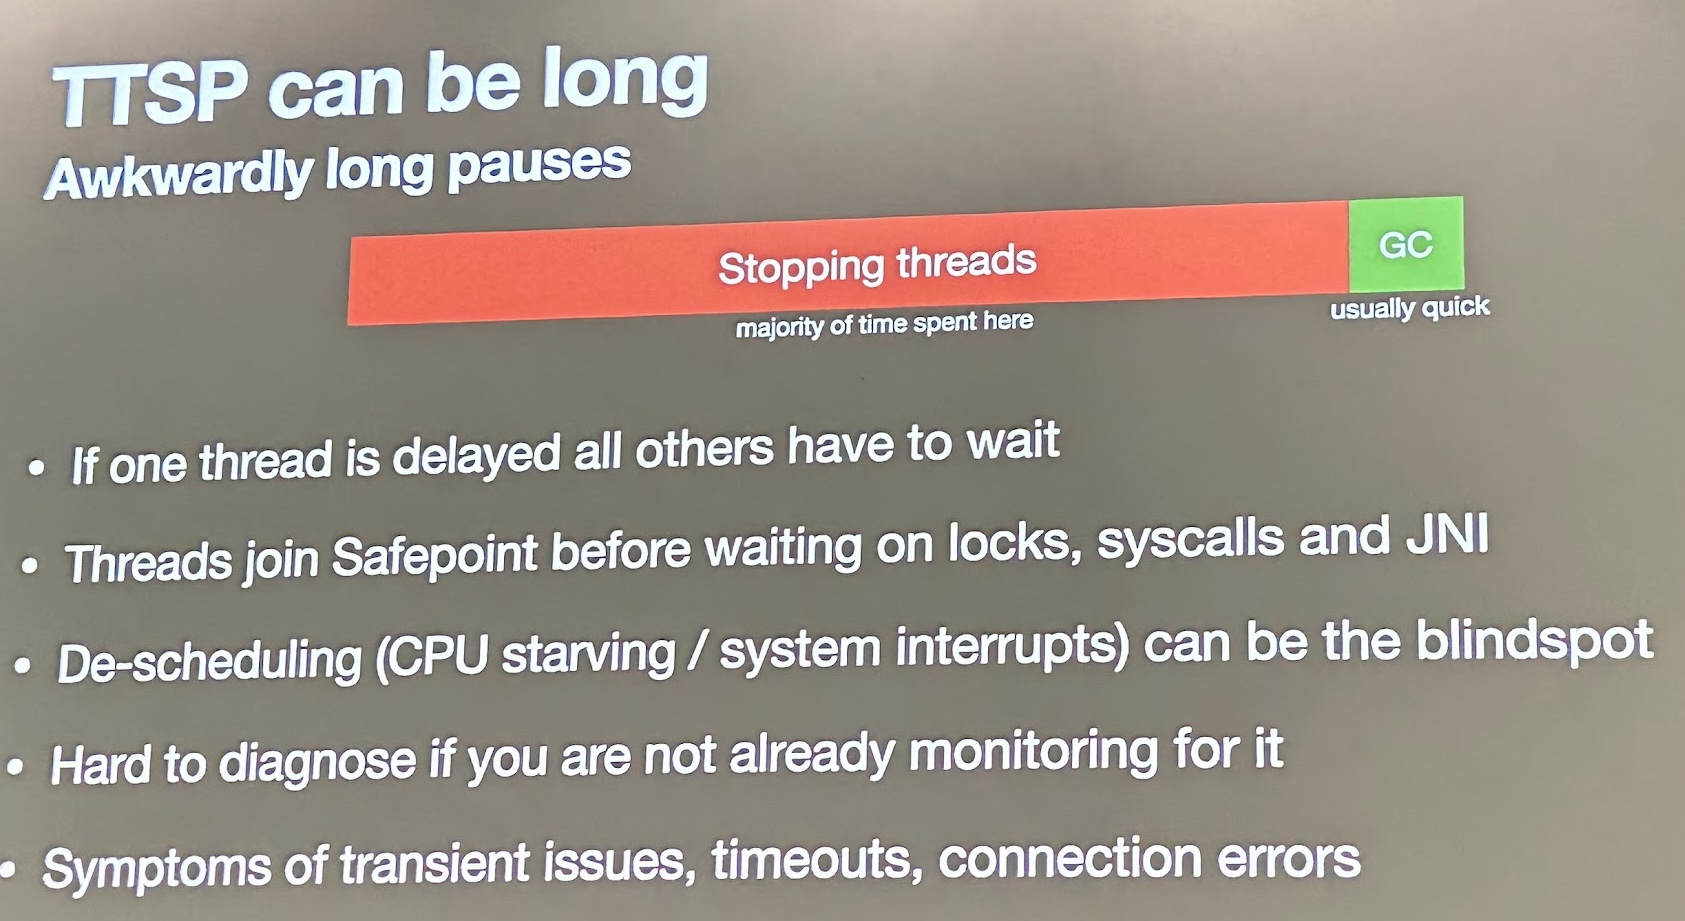 TTSP can be long
Awkwardly long pauses
Stopping threads
GC
majority of time spent here
usually quick
• If one thread is delayed all others have to wait
• Threads join Safepoint before waiting on locks, syscalls and JNI
• De-scheduling (CPU starving / system interrupts) can be the blindspot
• Hard to diagnose if you are not already monitoring for it
• Symptoms of transient issues, timeouts, connection errors